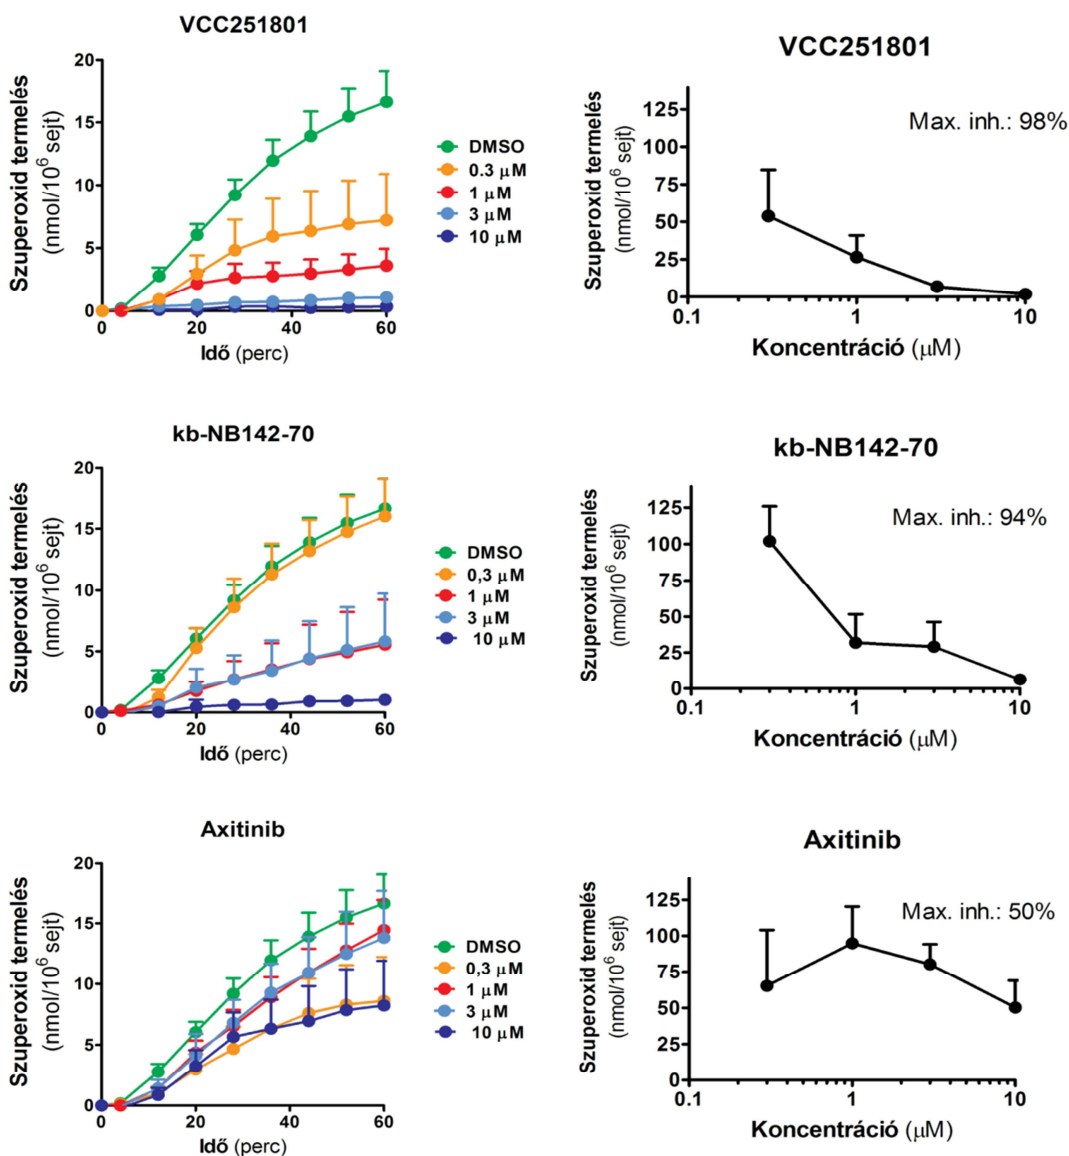 VCC251801
Szuperoxid termelés
(nmol/10⁶ sejt)
20
15
10
5
0
0 20 40 60
Idő (perc)
DMSO
0.3 µM
1 µM
3 µM
10 µM
VCC251801
Szuperoxid termelés
(nmol/10⁶ sejt)
125
100
75
50
25
0
0.1 1 10
Koncentráció (µM)
Max. inh.: 98%
kb-NB142-70
Szuperoxid termelés
(nmol/10⁶ sejt)
20
15
10
5
0
0 20 40 60
Idő (perc)
DMSO
0,3 µM
1 µM
3 µM
10 µM
kb-NB142-70
Szuperoxid termelés
(nmol/10⁶ sejt)
125
100
75
50
25
0
0.1 1 10
Koncentráció (µM)
Max. inh.: 94%
Axitinib
Szuperoxid termelés
(nmol/10⁶ sejt)
20
15
10
5
0
0 20 40 60
Idő (perc)
DMSO
0,3 µM
1 µM
3 µM
10 µM
Axitinib
Szuperoxid termelés
(nmol/10⁶ sejt)
125
100
75
50
25
0
0.1 1 10
Koncentráció (µM)
Max. inh.: 50%